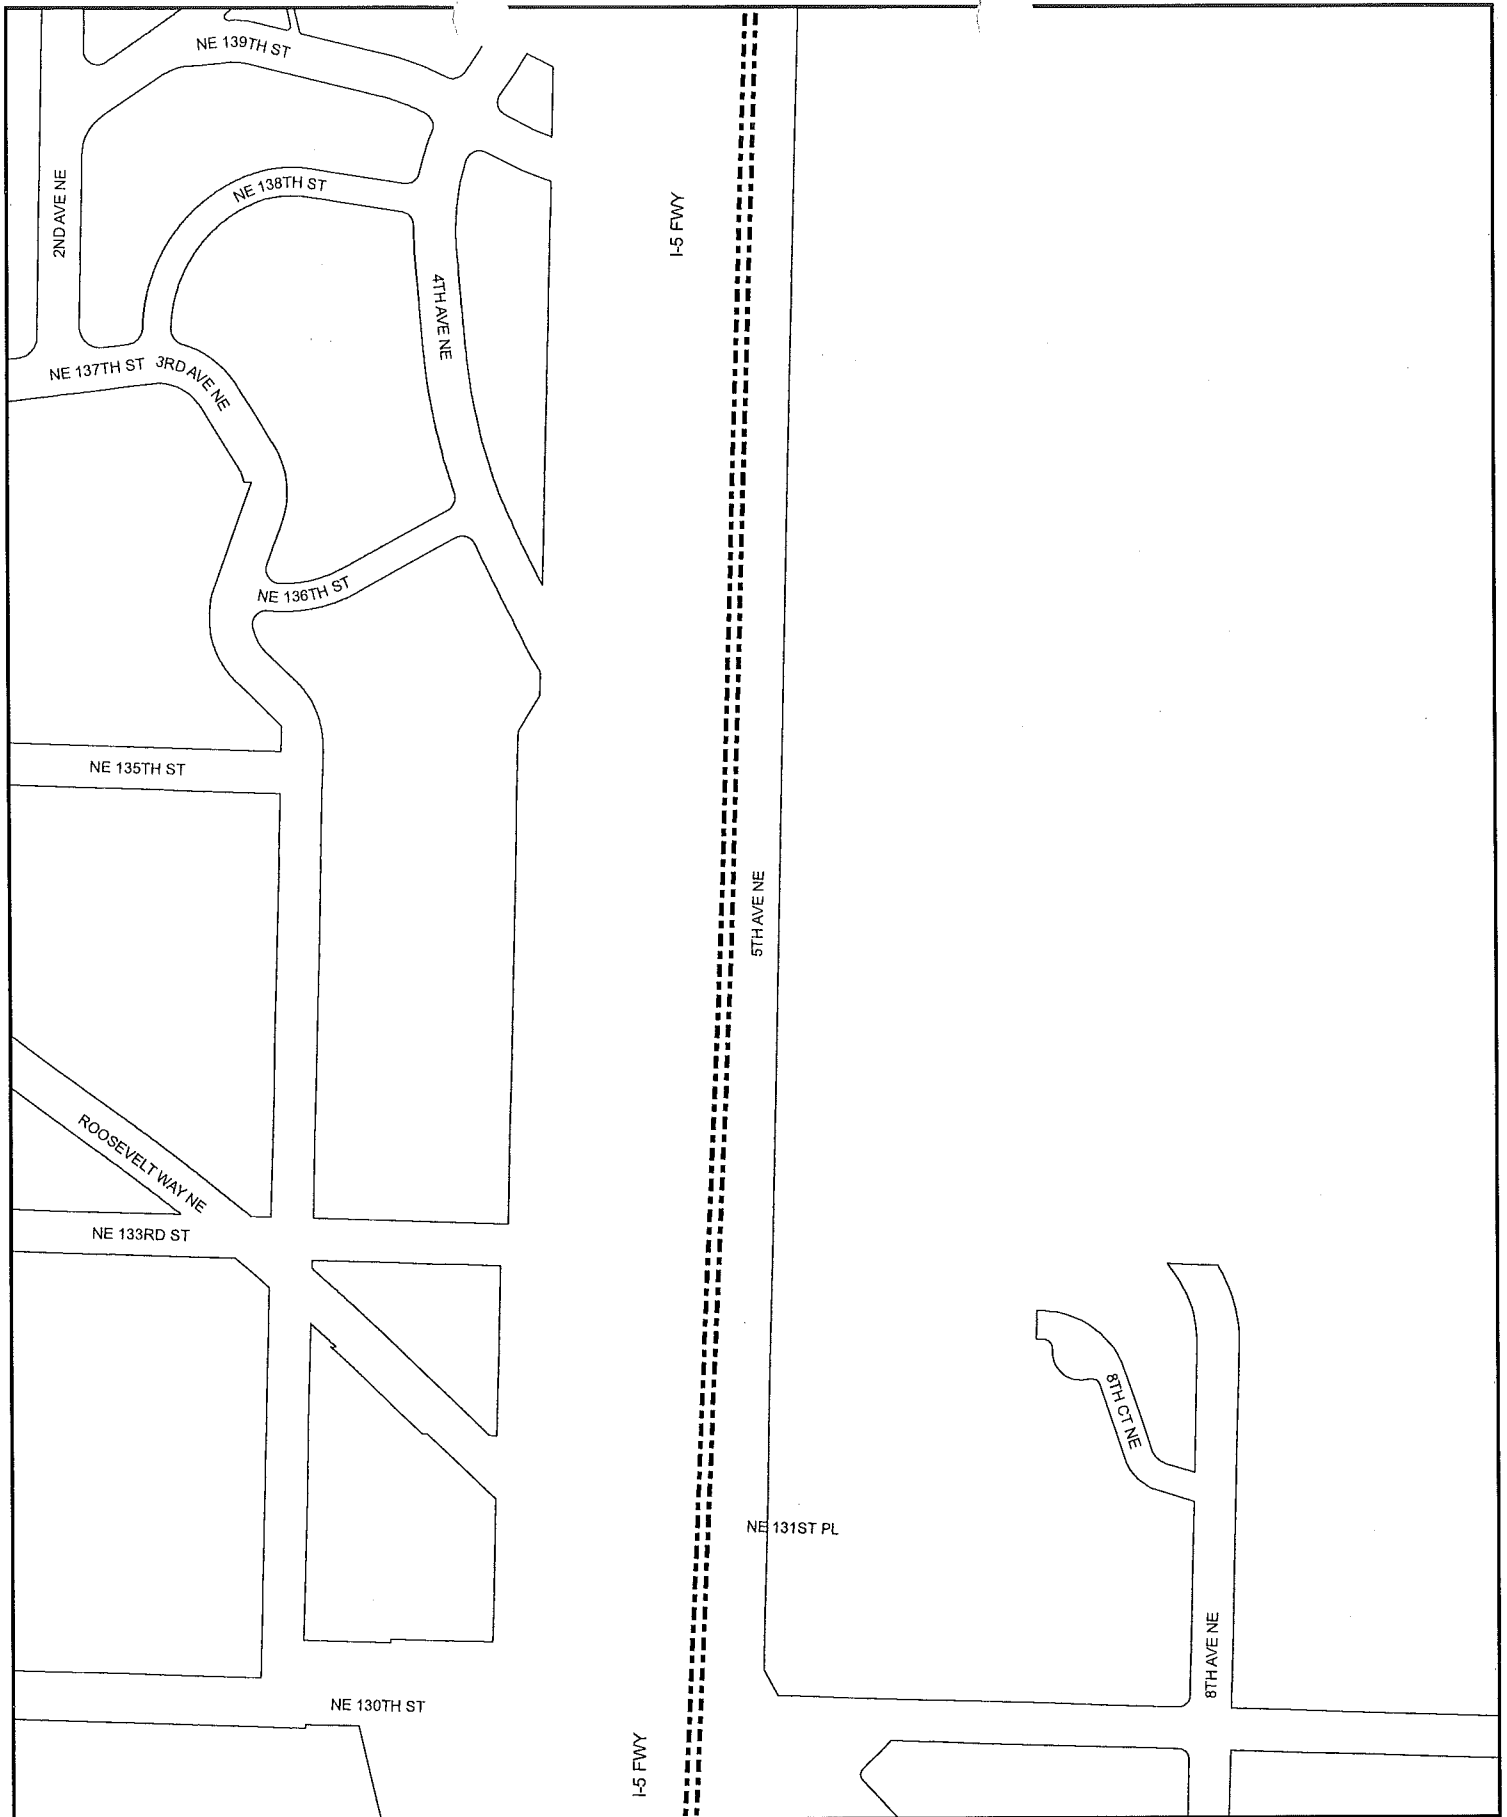 NE 139TH ST
2ND AVE NE
NE 138TH ST
I-5 FWY
4TH AVE NE
NE 137TH ST
3RD AVE NE
NE 136TH ST
NE 135TH ST
5TH AVE NE
ROOSEVELT WAY NE
NE 133RD ST
8TH CT NE
NE 131ST PL
8TH AVE NE
NE 130TH ST
I-5 FWY